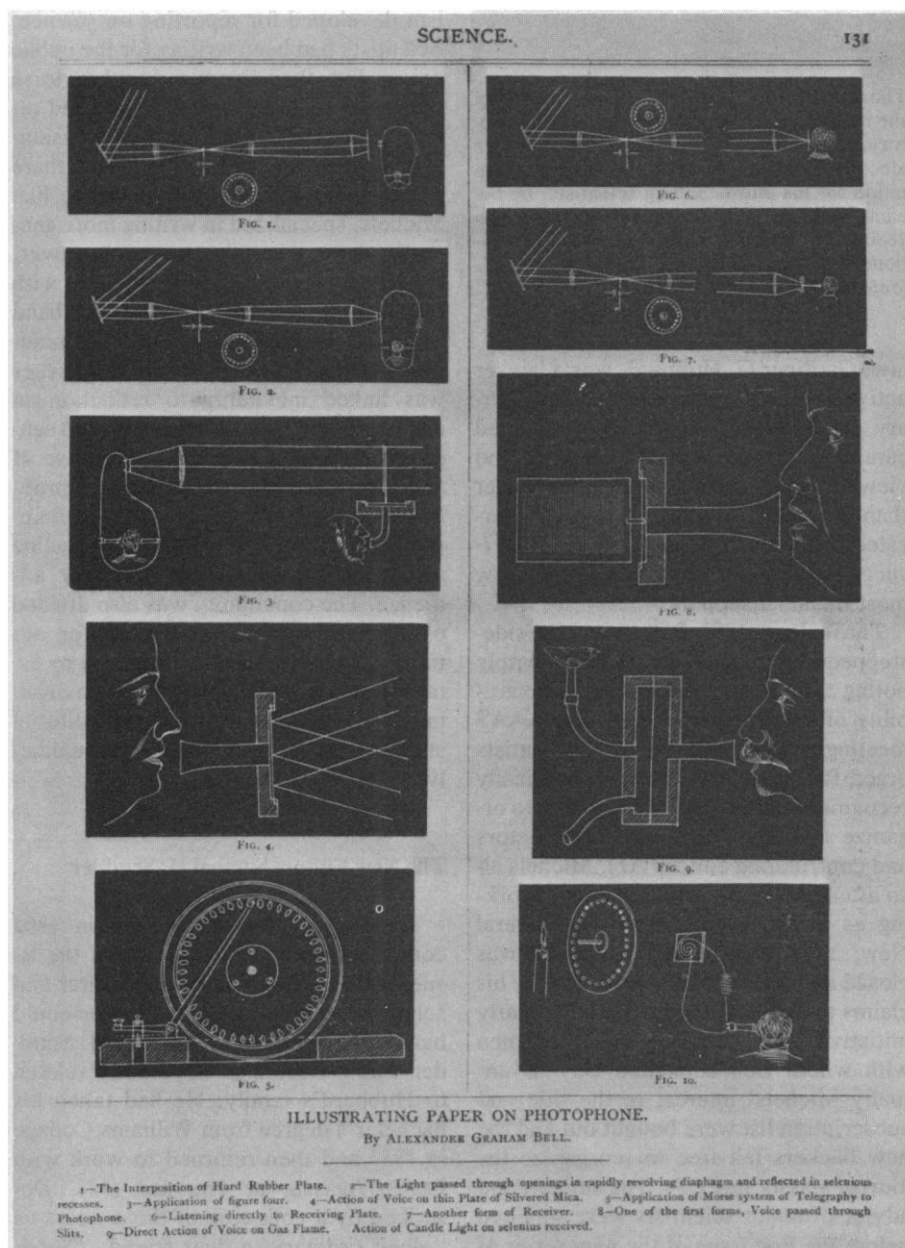 SCIENCE.
131
FIG. 1.
FIG. 6.
FIG. 2.
FIG. 7.
FIG. 3.
FIG. 8.
FIG. 4.
FIG. 9.
FIG. 5.
FIG. 10.
ILLUSTRATING PAPER ON PHOTOPHONE.
By ALEXANDER GRAHAM BELL.
1—The Interposition of Hard Rubber Plate. 2—The Light passed through openings in rapidly revolving diaphagm and reflected in selenious
recesses. 3—Application of figure four. 4—Action of Voice on thin Plate of Silvered Mica. 5—Application of Morse system of Telegraphy to
Photophone. 6—Listening directly to Receiving Plate. 7—Another form of Receiver. 8—One of the first forms, Voice passed through
Slits. 9—Direct Action of Voice on Gas Flame. Action of Candle Light on selenius received.